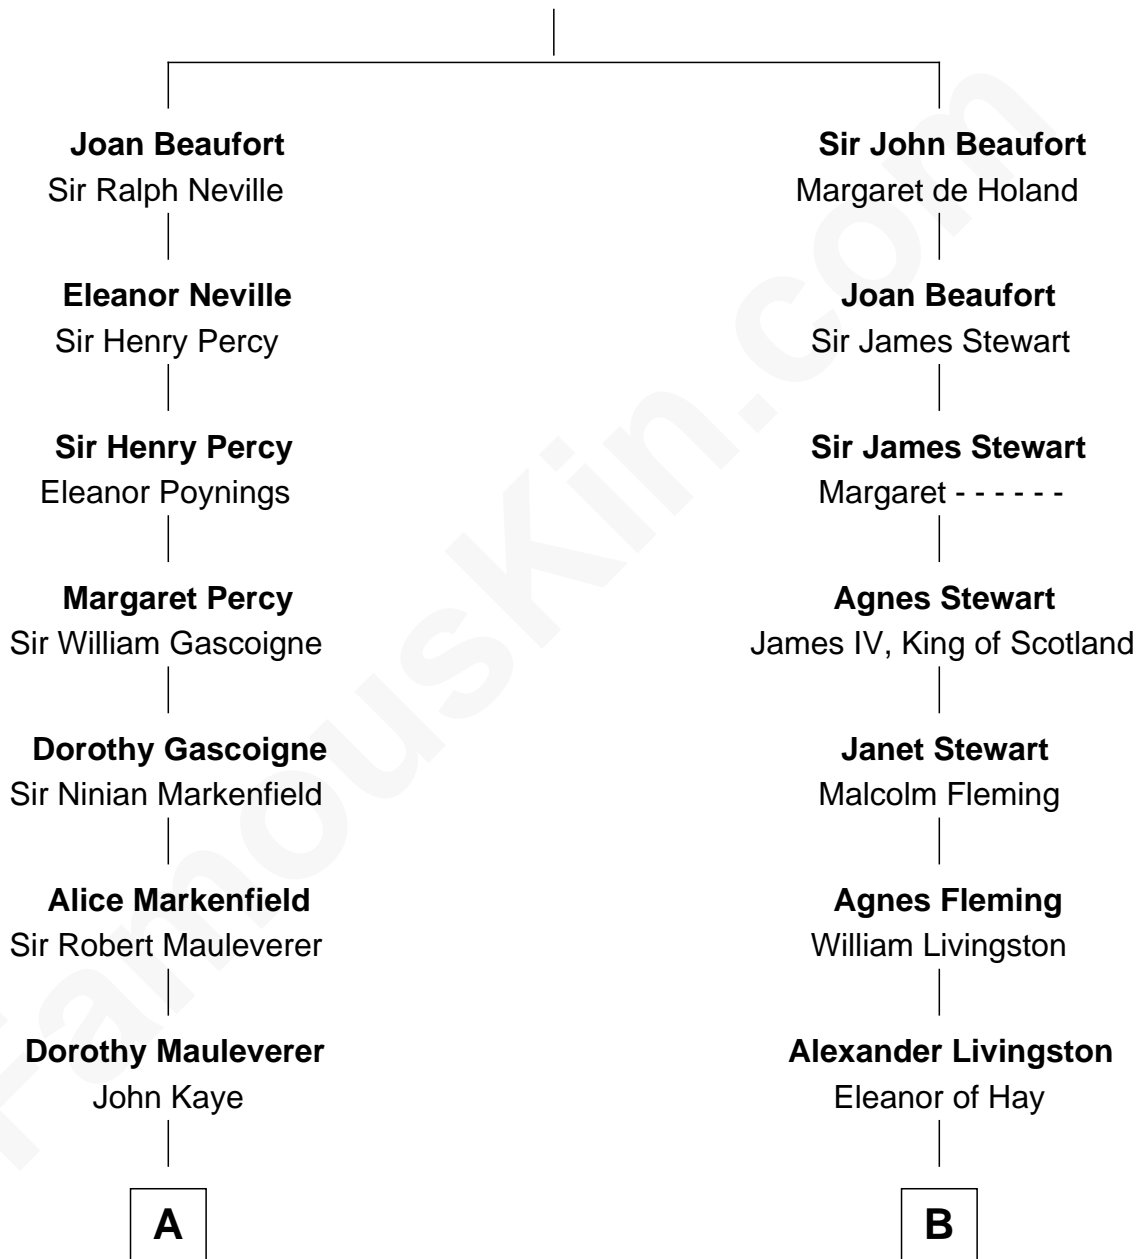 Joan Beaufort
Sir Ralph Neville
Eleanor Neville
Sir Henry Percy
Sir Henry Percy
Eleanor Poynings
Margaret Percy
Sir William Gascoigne
Dorothy Gascoigne
Sir Ninian Markenfield
Alice Markenfield
Sir Robert Mauleverer
Dorothy Mauleverer
John Kaye
A
Sir John Beaufort
Margaret de Holand
Joan Beaufort
Sir James Stewart
Sir James Stewart
Margaret - - - - - -
Agnes Stewart
James IV, King of Scotland
Janet Stewart
Malcolm Fleming
Agnes Fleming
William Livingston
Alexander Livingston
Eleanor of Hay
B
FamousKin.com